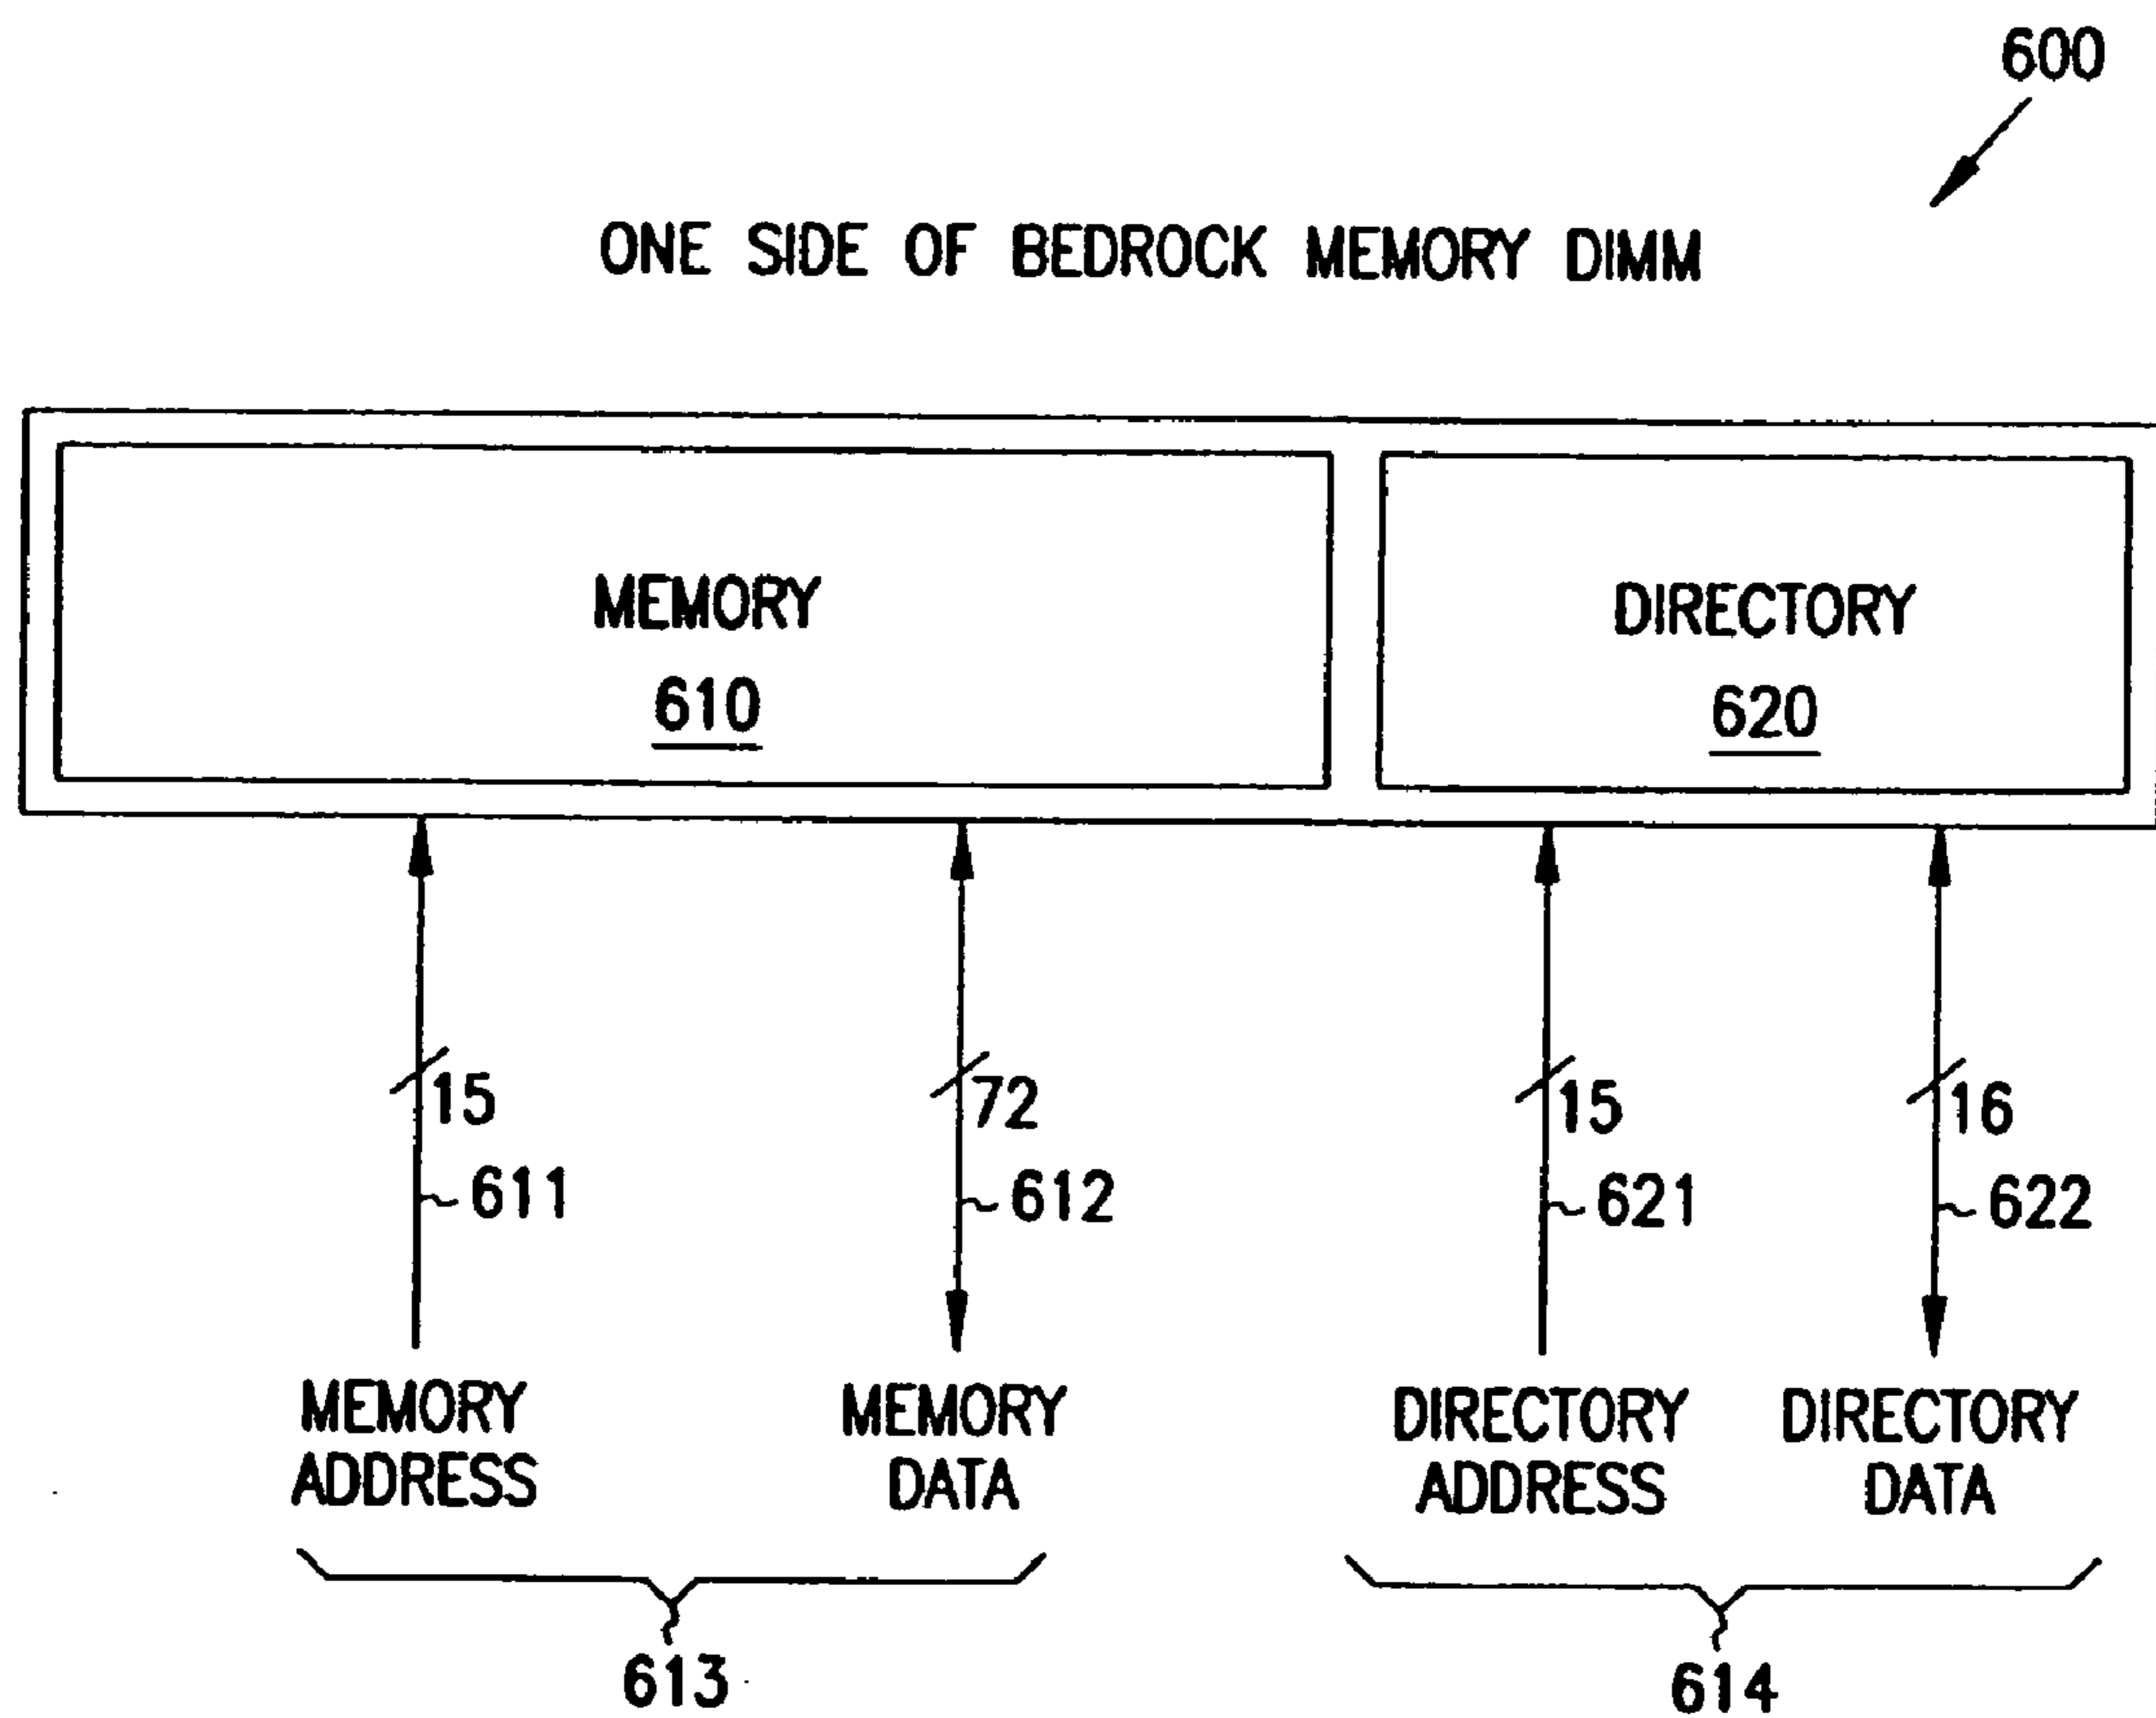 600
ONE SIDE OF BEDROCK MEMORY DIMM
MEMORY
610
DIRECTORY
620
15
72
15
16
611
612
621
622
MEMORY
ADDRESS
MEMORY
DATA
DIRECTORY
ADDRESS
DIRECTORY
DATA
613
614